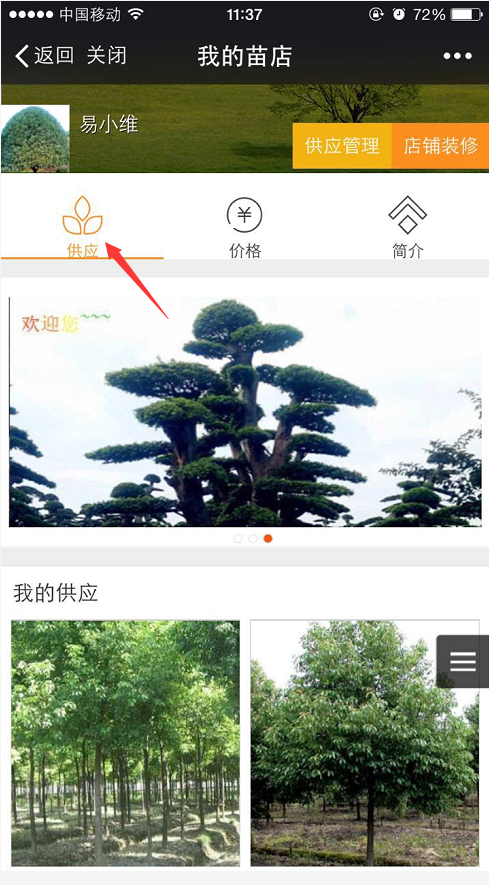 中国移动 11:37 72%
返回 关闭 我的苗店
易小维
供应管理 店铺装修
供应 价格 简介
欢迎您~~~
我的供应